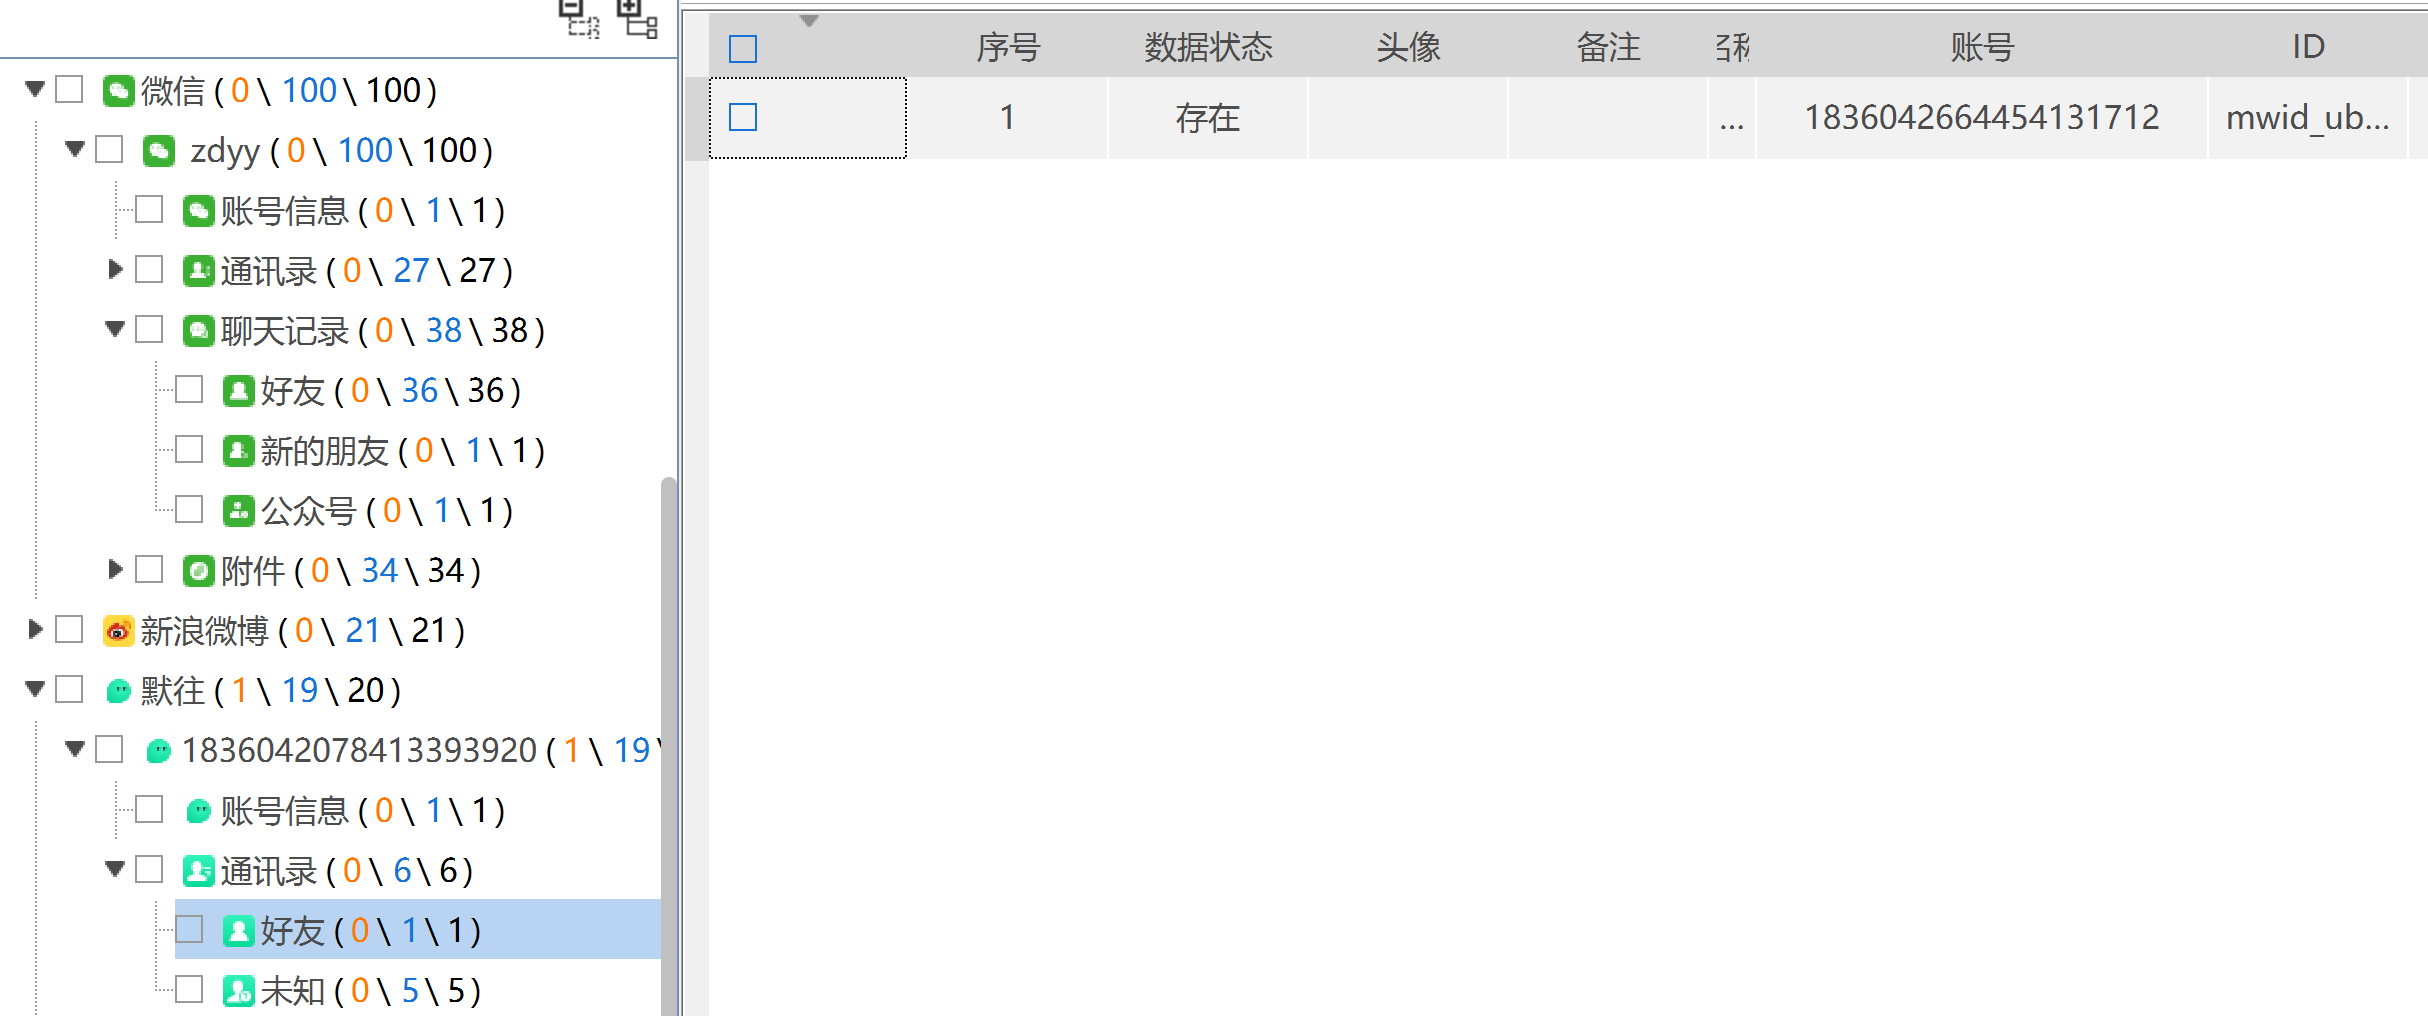 序号 数据状态 头像 备注 名称 账号 ID
1 存在 ... 1836042664454131712 mwid_ub...
微信 ( 0 \ 100 \ 100 )
zdyy ( 0 \ 100 \ 100 )
账号信息 ( 0 \ 1 \ 1 )
通讯录 ( 0 \ 27 \ 27 )
聊天记录 ( 0 \ 38 \ 38 )
好友 ( 0 \ 36 \ 36 )
新的朋友 ( 0 \ 1 \ 1 )
公众号 ( 0 \ 1 \ 1 )
附件 ( 0 \ 34 \ 34 )
新浪微博 ( 0 \ 21 \ 21 )
默往 ( 1 \ 19 \ 20 )
1836042078413393920 ( 1 \ 19 \
账号信息 ( 0 \ 1 \ 1 )
通讯录 ( 0 \ 6 \ 6 )
好友 ( 0 \ 1 \ 1 )
未知 ( 0 \ 5 \ 5 )